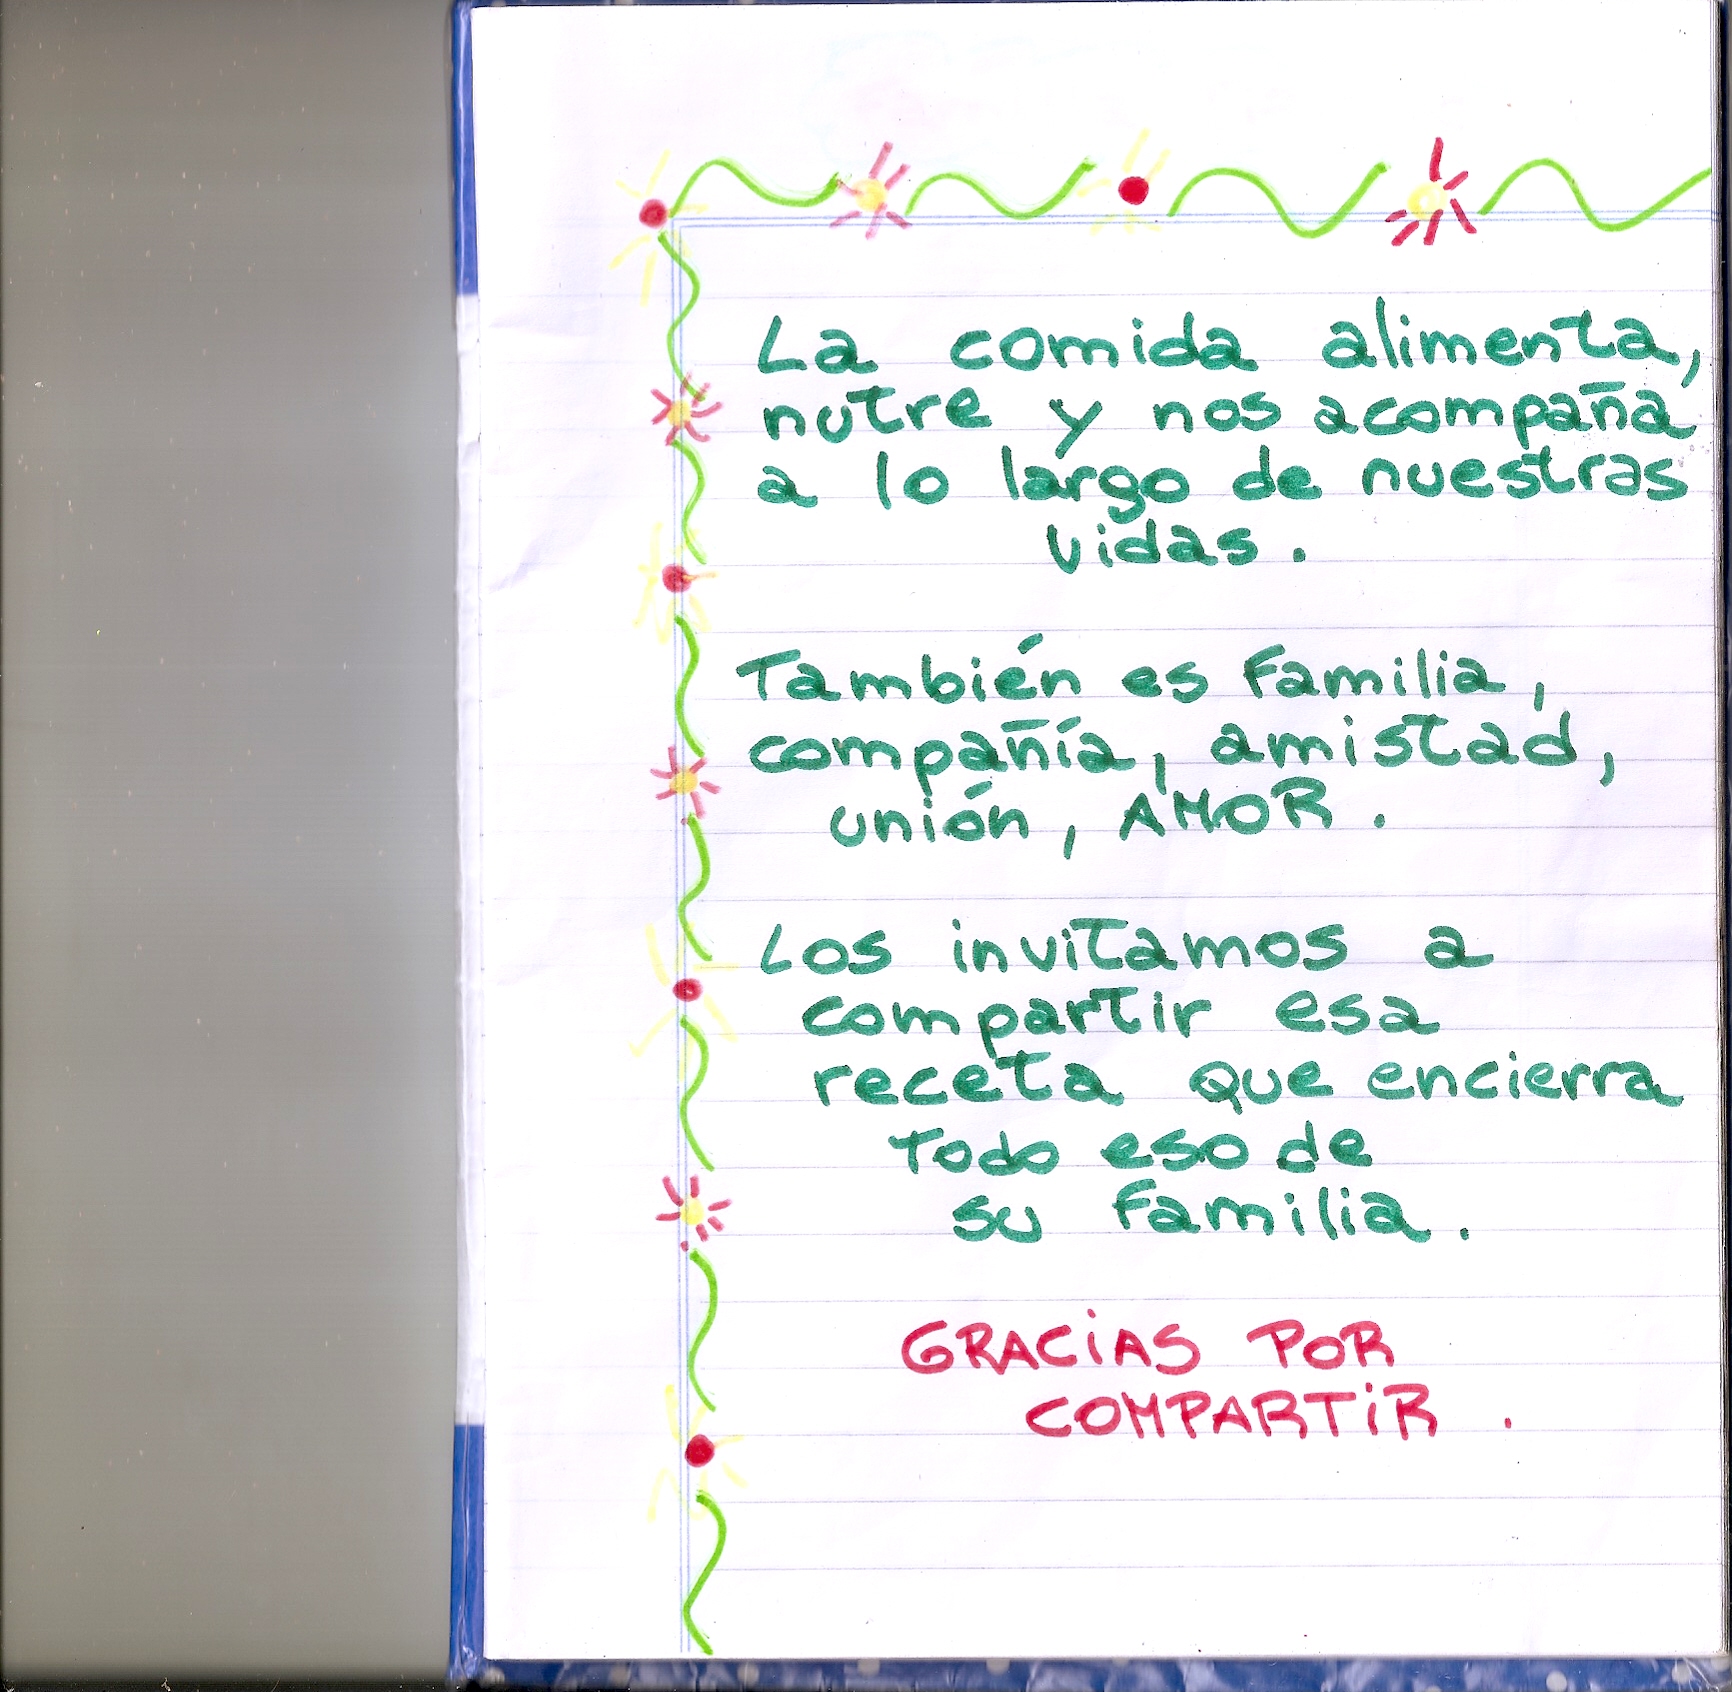 La comida alimenta,
nutre y nos acompaña
a lo largo de nuestras
vidas.
También es familia,
compañía, amistad,
unión, AMOR.
Los invitamos a
compartir esa
receta que encierra
todo eso de
su familia.
GRACIAS POR
COMPARTIR.